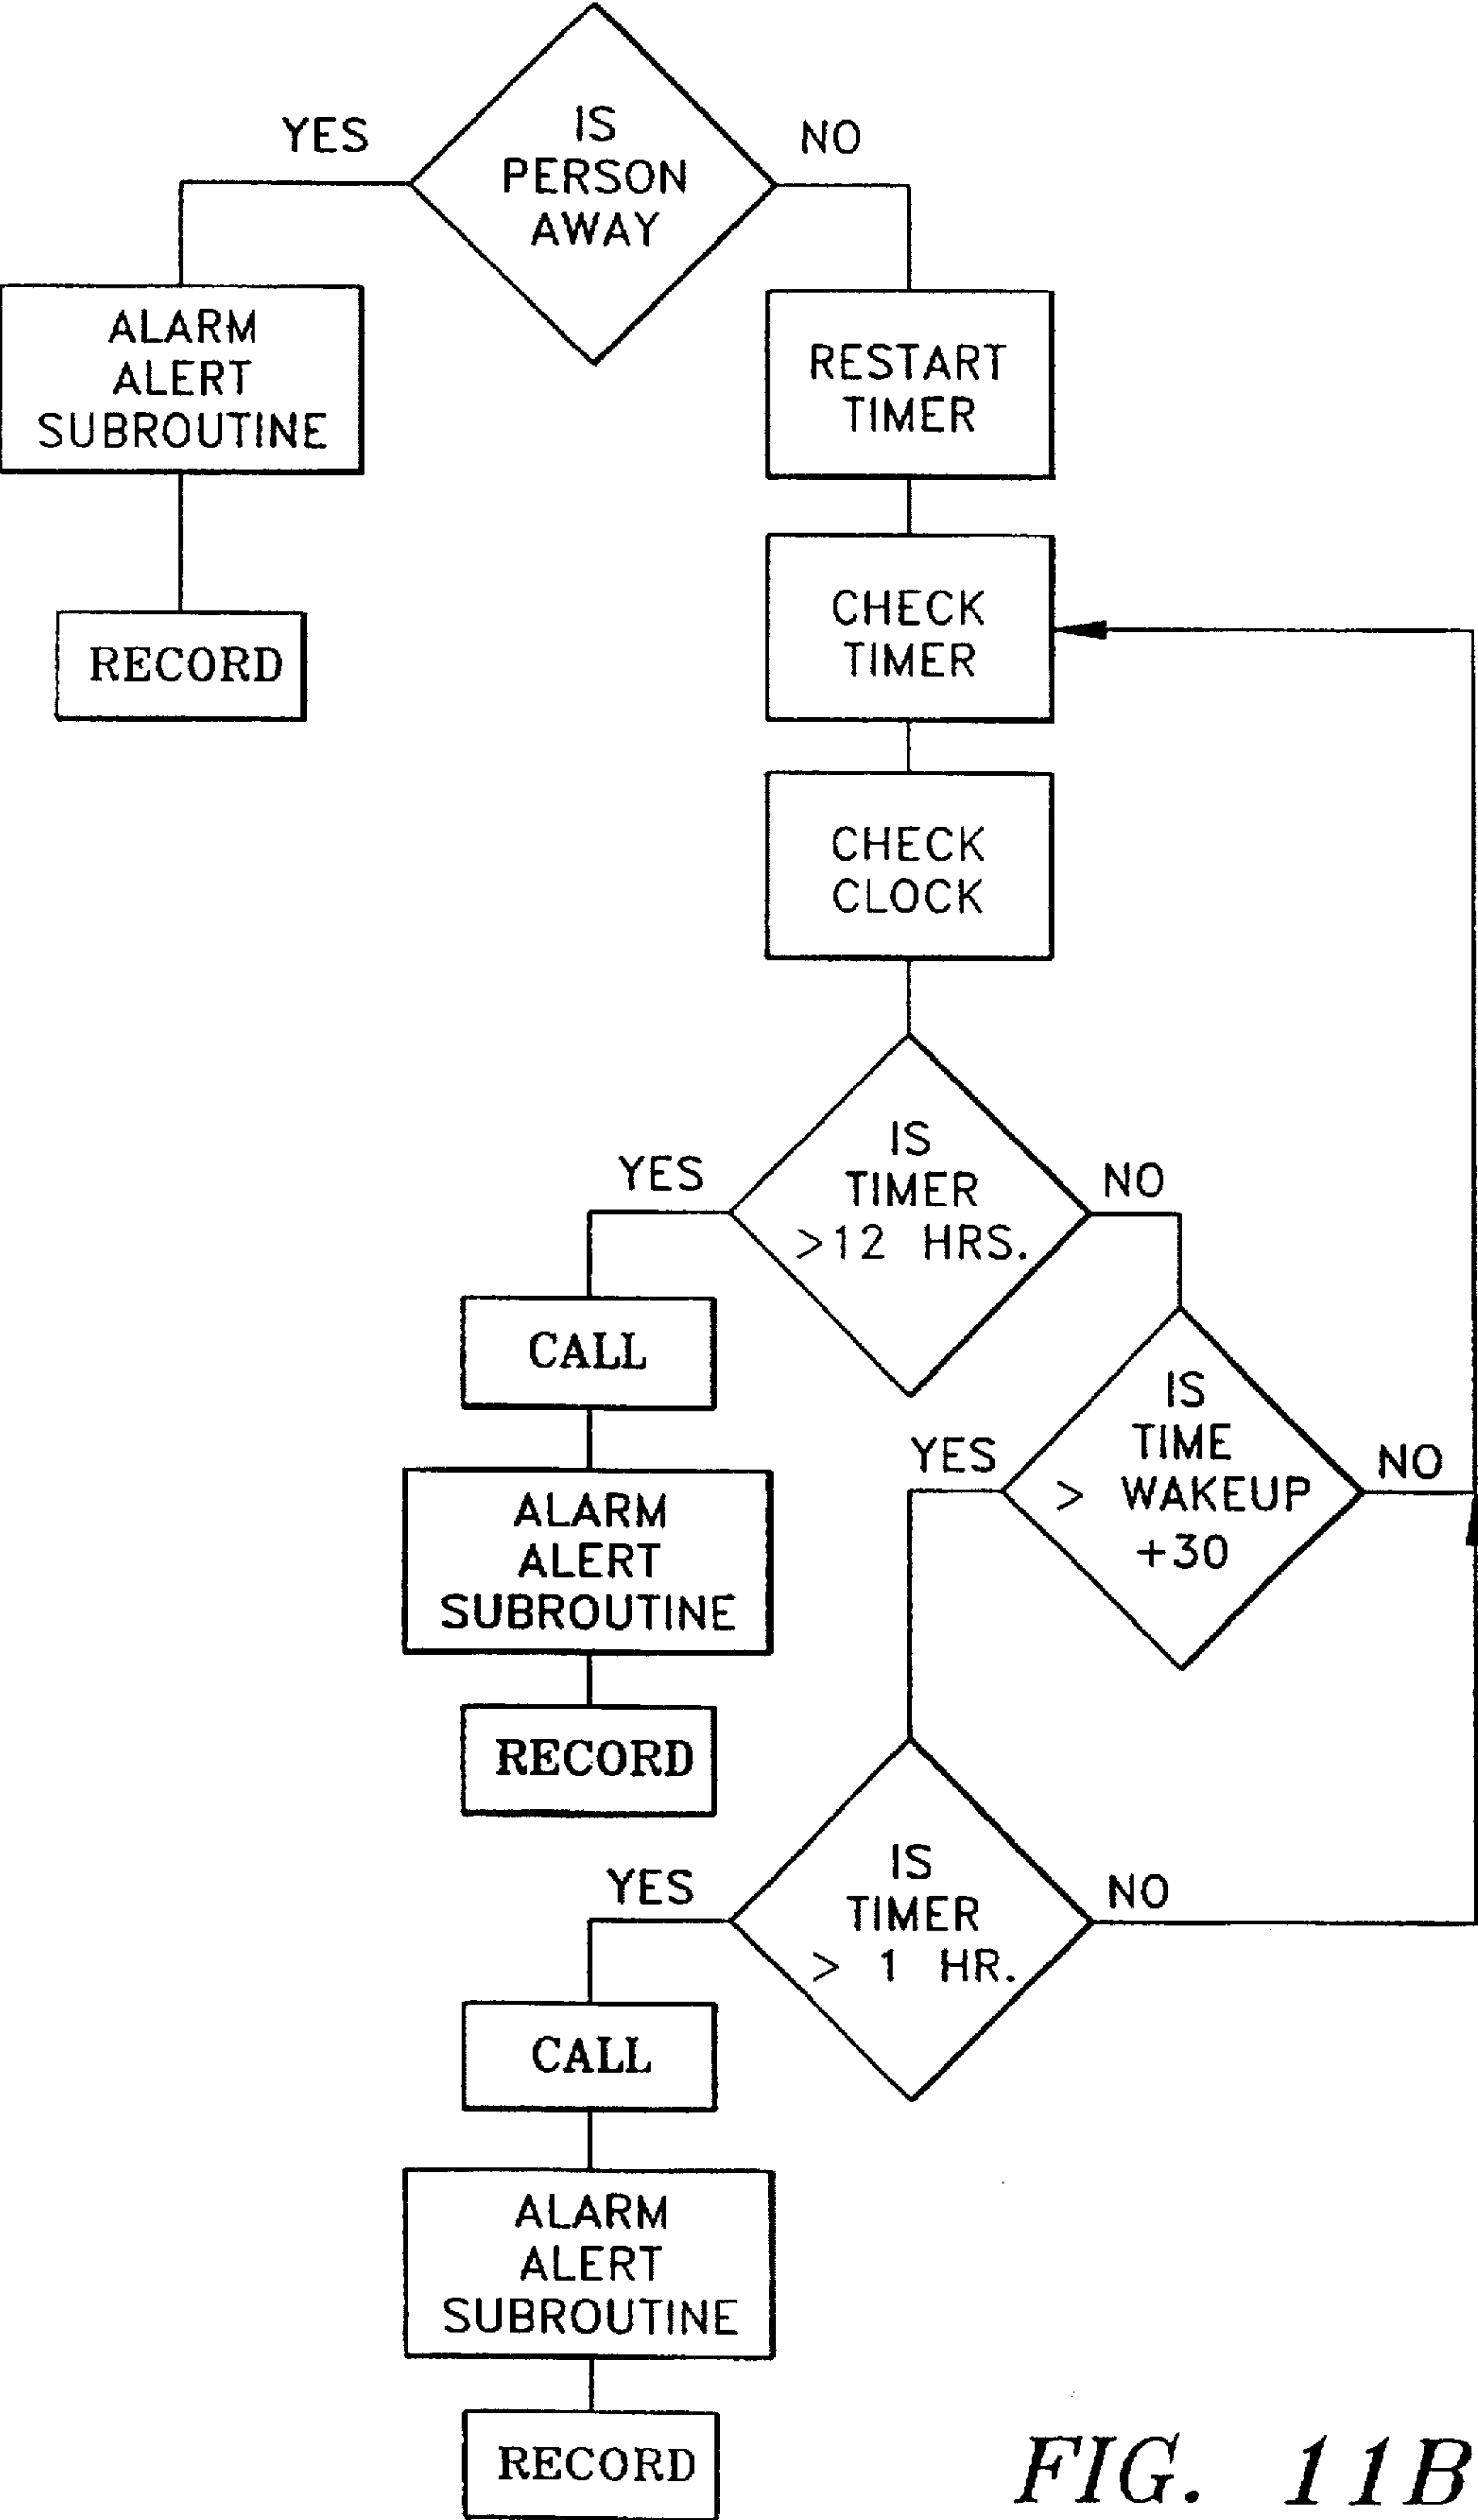 IS
PERSON
AWAY
YES
NO
ALARM
ALERT
SUBROUTINE
RECORD
RESTART
TIMER
CHECK
TIMER
CHECK
CLOCK
IS
TIMER
>12 HRS.
YES
NO
CALL
ALARM
ALERT
SUBROUTINE
RECORD
IS
TIME
> WAKEUP
+30
YES
NO
IS
TIMER
> 1 HR.
YES
NO
CALL
ALARM
ALERT
SUBROUTINE
RECORD
FIG. 11B